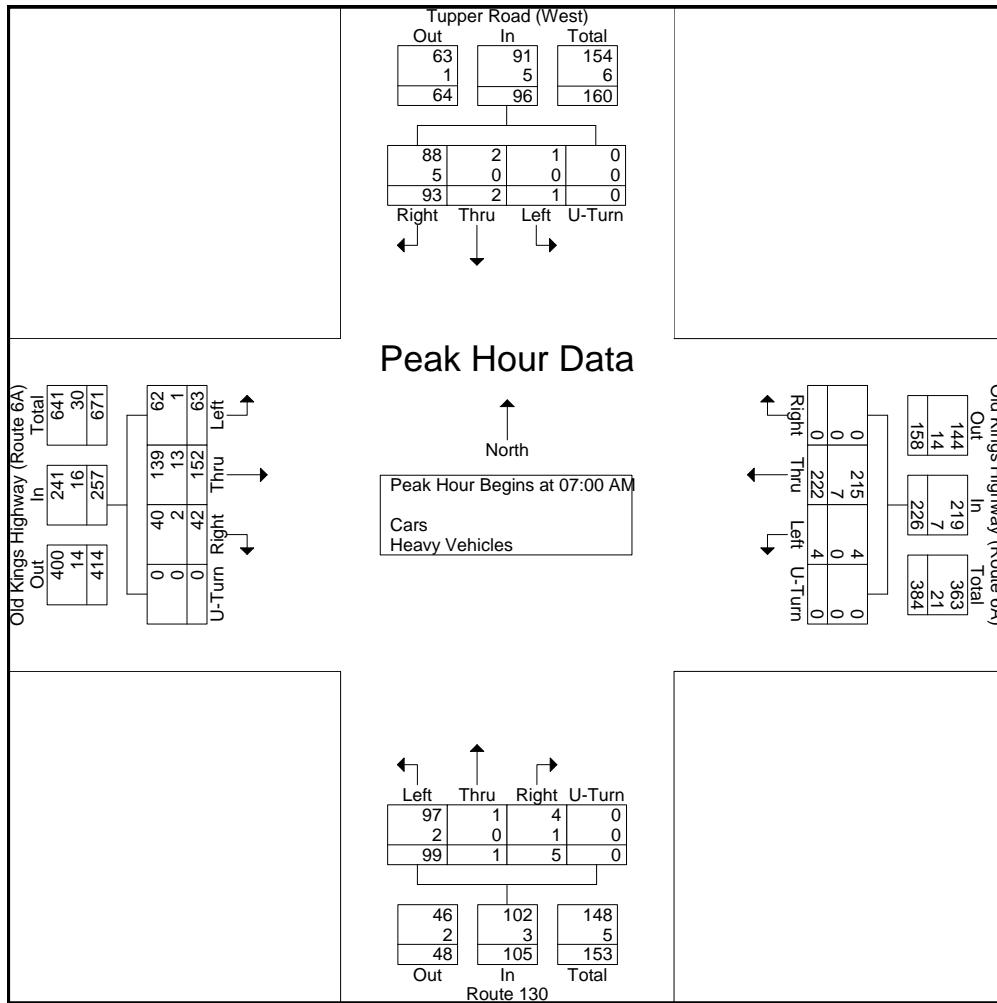 Tupper Road (West)
Out In Total
63 91 154
1 5 6
64 96 160
88 2 1 0
5 0 0 0
93 2 1 0
Right Thru Left U-Turn
Peak Hour Data
North
Peak Hour Begins at 07:00 AM
Cars
Heavy Vehicles
Old Kings Highway (Route 6A)
Out In Total
400 241 641
14 16 30
414 257 671
U-Turn Right Thru Left
0 40 139 62
0 2 13 1
0 42 152 63
Old Kings Highway (Route 6A)
Out In Total
144 219 363
14 7 21
158 226 384
0 215 4 0
0 7 0 0
0 222 4 0
Right Thru Left U-Turn
Left Thru Right U-Turn
97 1 4 0
2 0 1 0
99 1 5 0
46 102 148
2 3 5
48 105 153
Out In Total
Route 130